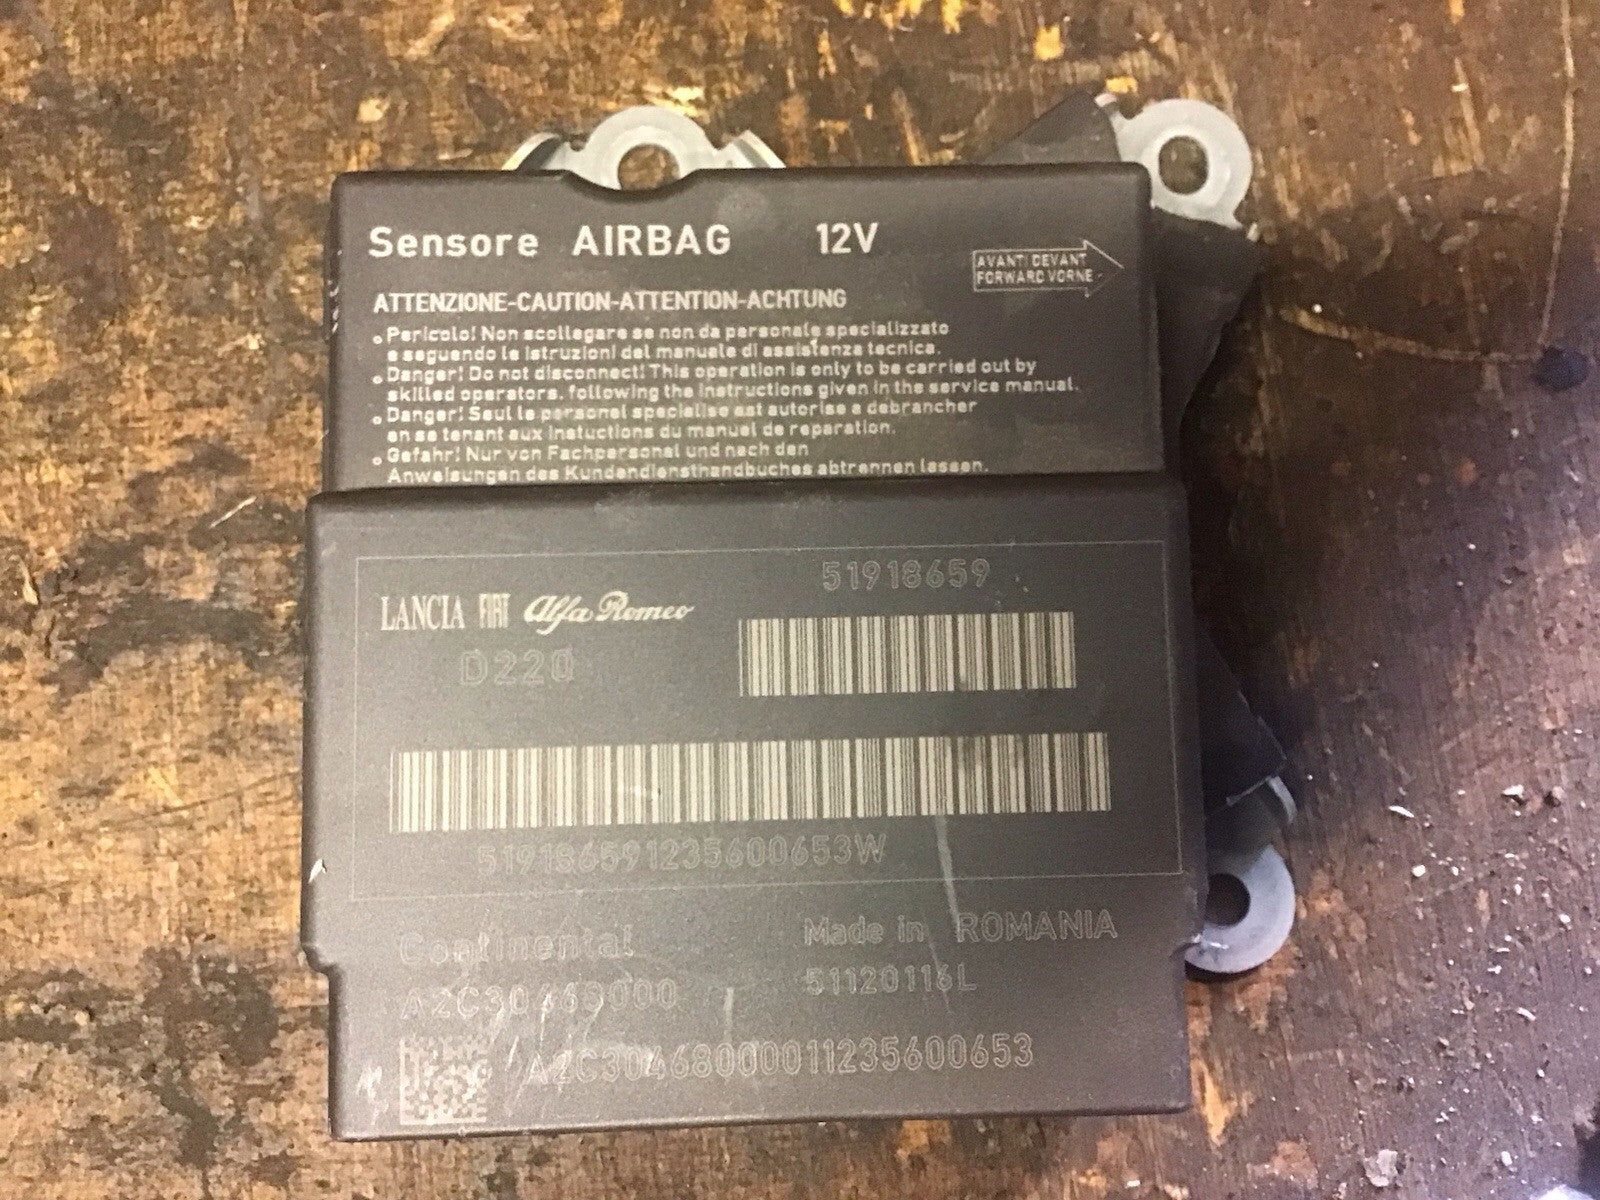 Sensore AIRBAG 12V
AVANTI DEVANT
FORWARD VORNE
ATTENZIONE-CAUTION-ATTENTION-ACHTUNG
Pericolo! Non scollegare se non da personale specializzato
e seguendo le istruzioni del manuale di assistenza tecnica.
Danger! Do not disconnect! This operation is only to be carried out by
skilled operators, following the instructions given in the service manual.
Danger! Seul le personel specialise est autorise a debrancher
en se tenant aux instuctions du manuel de reparation.
Gefahr! Nur von Fachpersonal und nach den
Anweisungen des Kundendiensthandbuches abtrennen lassen.
51918659
LANCIA FIAT Alfa Romeo
D220
519186591235600653W
Continental Made in ROMANIA
A2C30468000 51120116L
A2C30468000011235600653